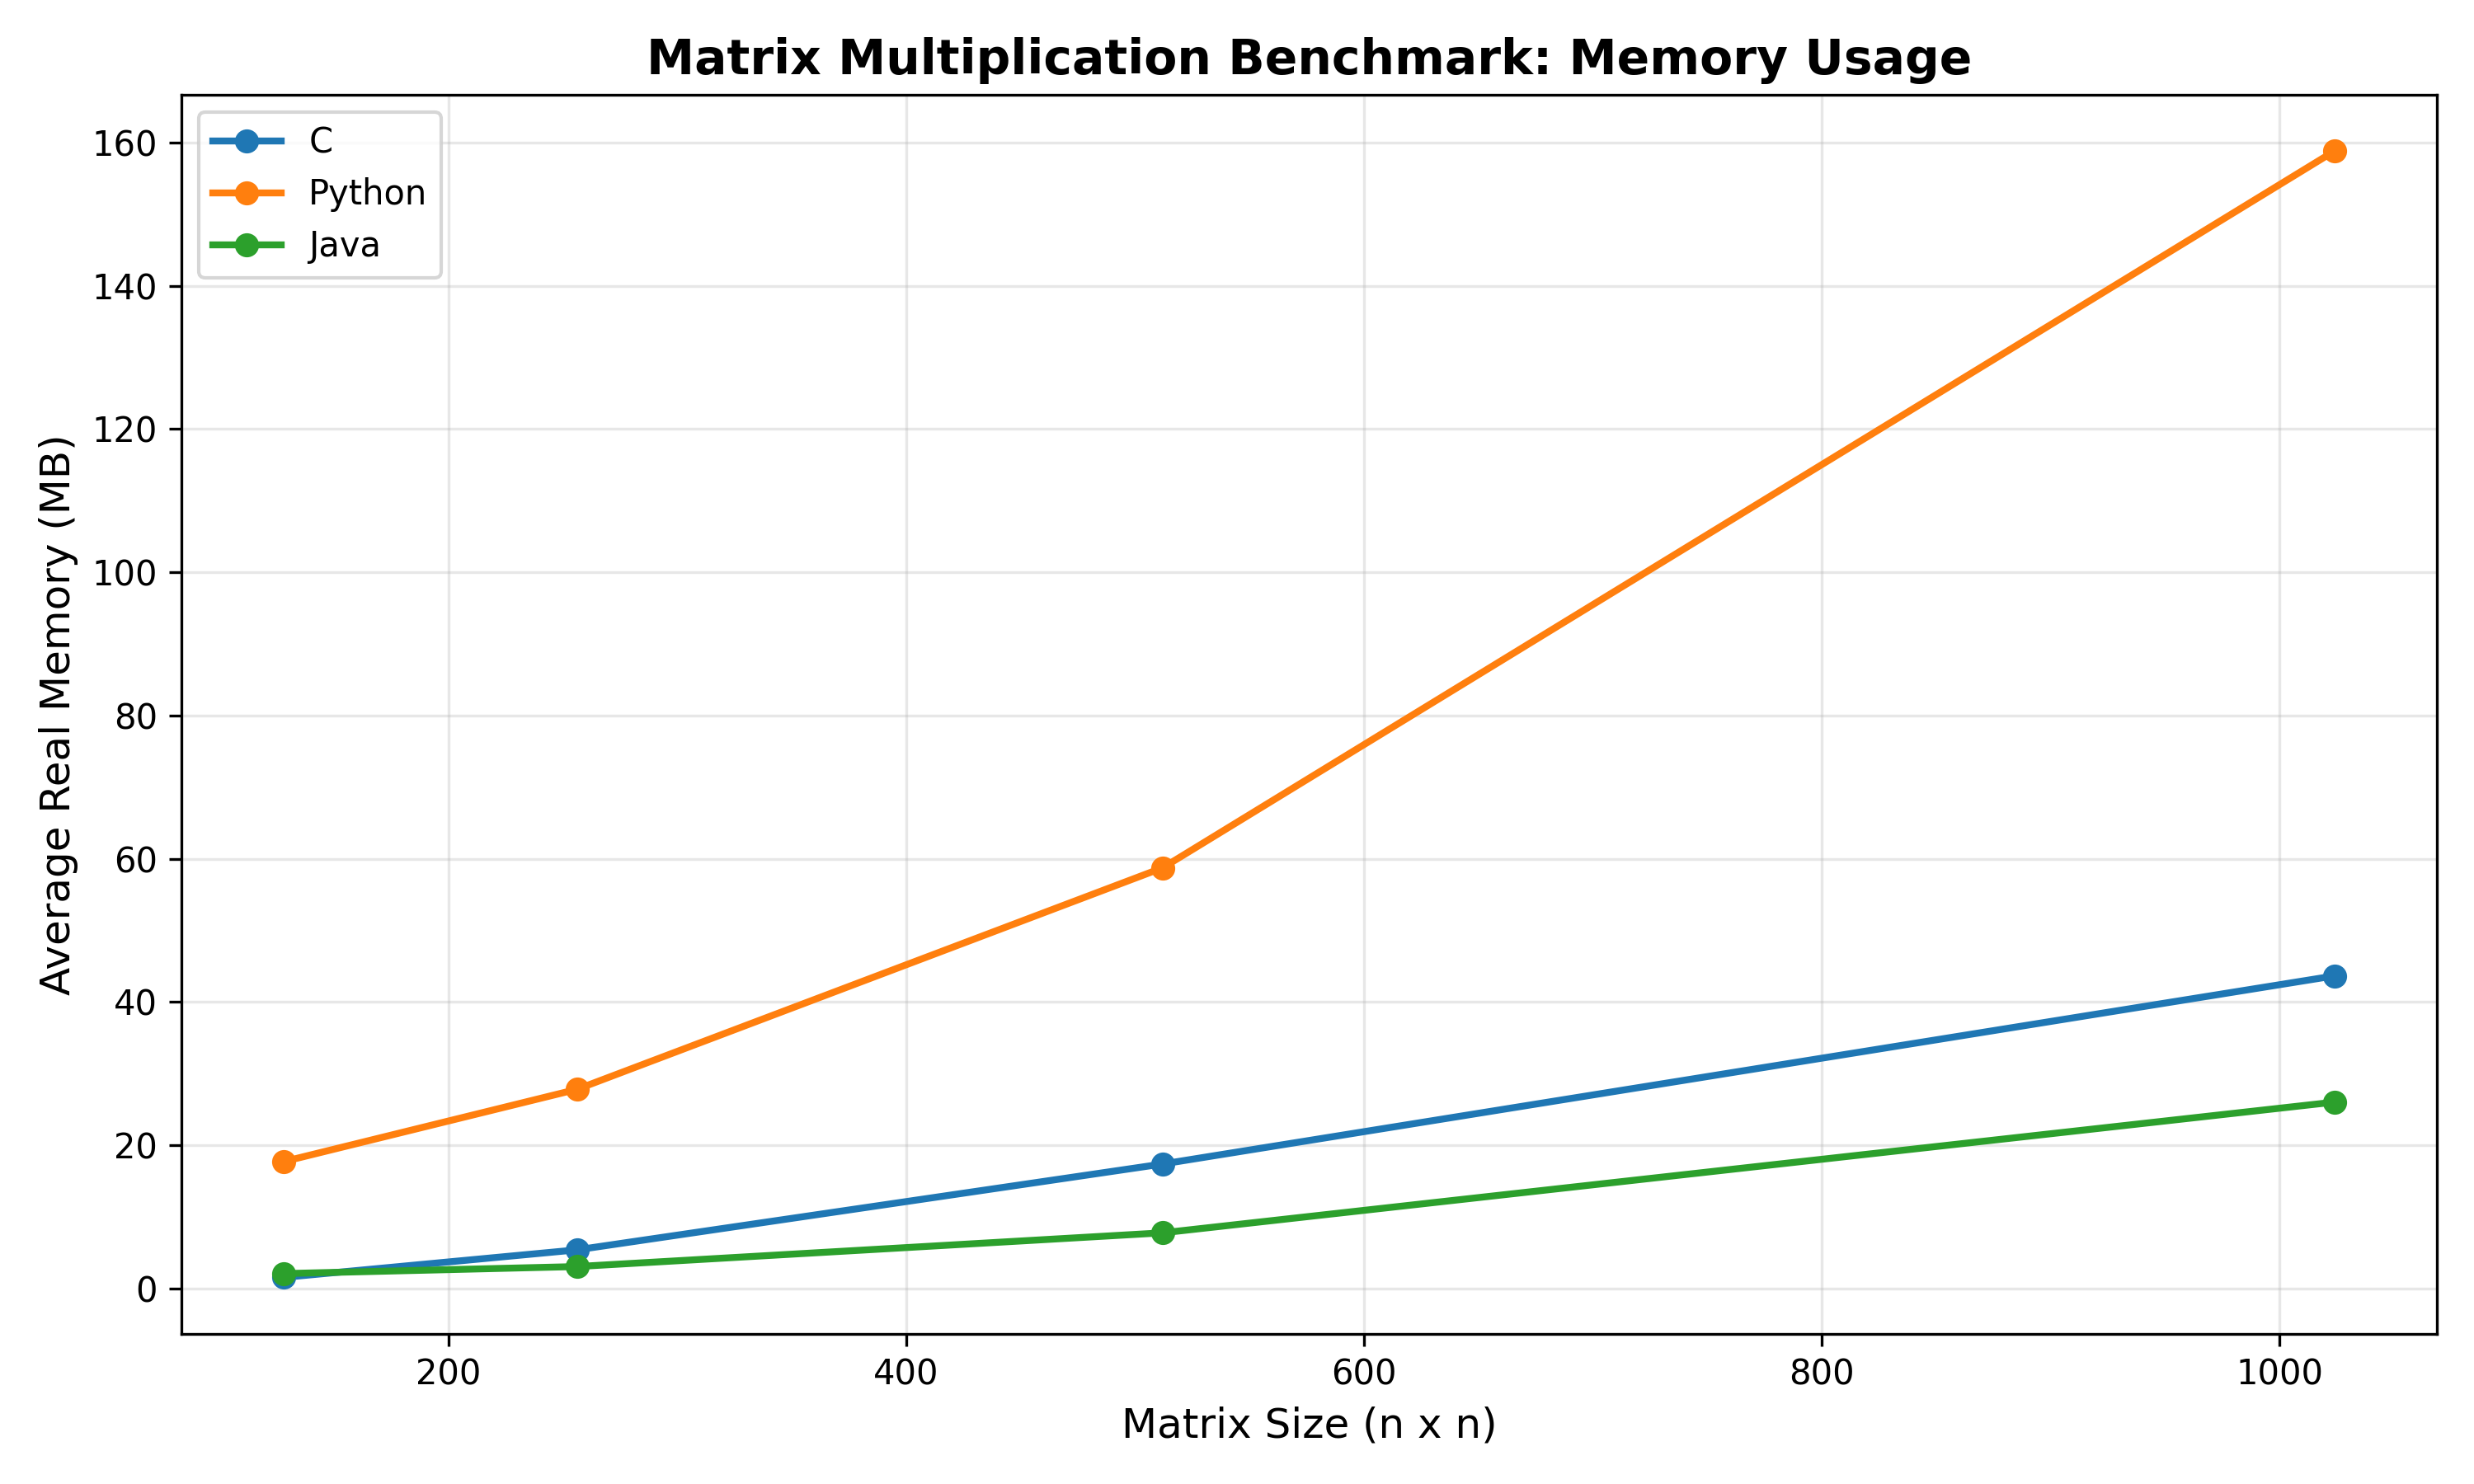 Matrix Multiplication Benchmark: Memory Usage
C
Python
Java
Average Real Memory (MB)
160
140
120
100
80
60
40
20
0
200 400 600 800 1000
Matrix Size (n x n)